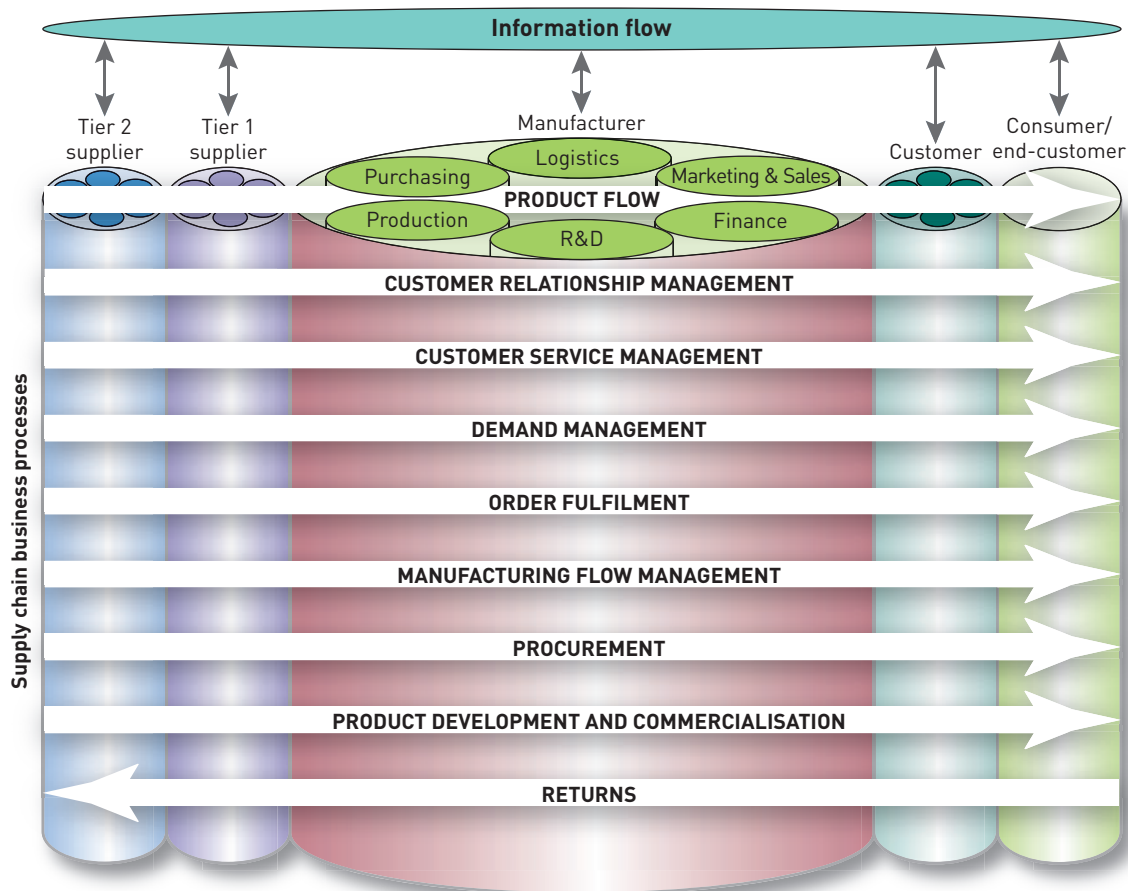 Information flow
Tier 2
supplier
Tier 1
supplier
Manufacturer
Customer
Consumer/
end-customer
Logistics
Purchasing
Marketing & Sales
PRODUCT FLOW
Production
Finance
R&D
CUSTOMER RELATIONSHIP MANAGEMENT
CUSTOMER SERVICE MANAGEMENT
DEMAND MANAGEMENT
ORDER FULFILMENT
MANUFACTURING FLOW MANAGEMENT
PROCUREMENT
PRODUCT DEVELOPMENT AND COMMERCIALISATION
RETURNS
Supply chain business processes